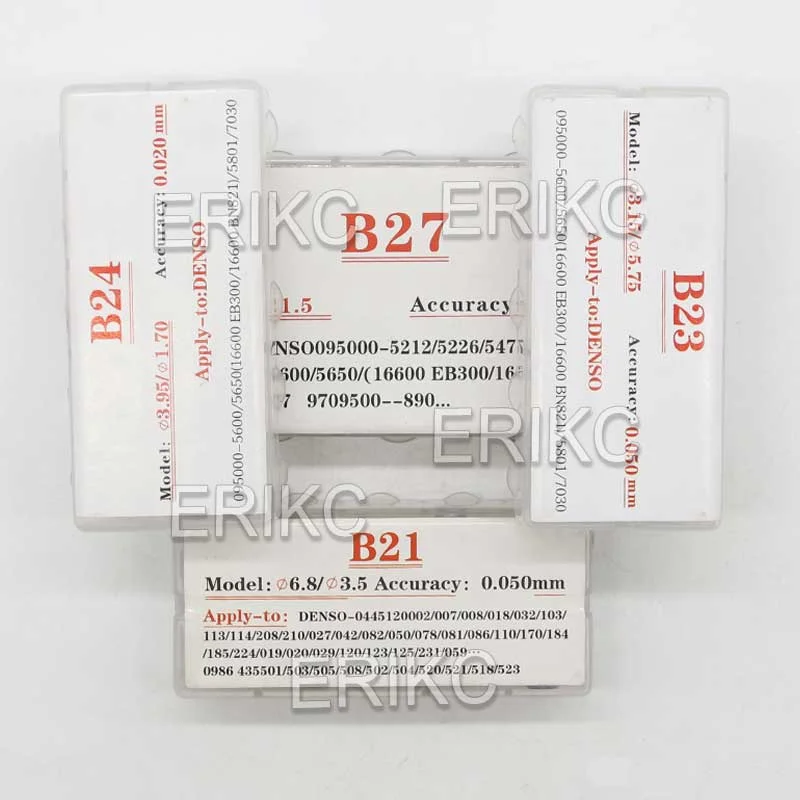 B24
Model: ⌀3.95/⌀1.70 Accuracy: 0.020 mm
Apply-to:DENSO
095000-5600/5650(16600 EB300/16600 BN821)/5801/7030
B27
1.5 Accuracy
NSO095000-5212/5226/547
600/5650/(16600 EB300/16
7 9709500--890...
B23
Model: ⌀3.15/⌀5.75 Accuracy: 0.050 mm
Apply-to:DENSO
095000-5600/5650(16600 EB300/16600 BN821)/5801/7030
B21
Model: ⌀6.8/⌀3.5 Accuracy: 0.050mm
Apply-to: DENSO-0445120002/007/008/018/032/103/
113/114/208/210/027/042/082/050/078/081/086/110/170/184
/185/224/019/020/029/120/123/125/231/059...
0986 435501/503/505/508/502/504/520/521/518/523
ERIKC
ERIKC
ERIKC
ERIKC
ERIKC